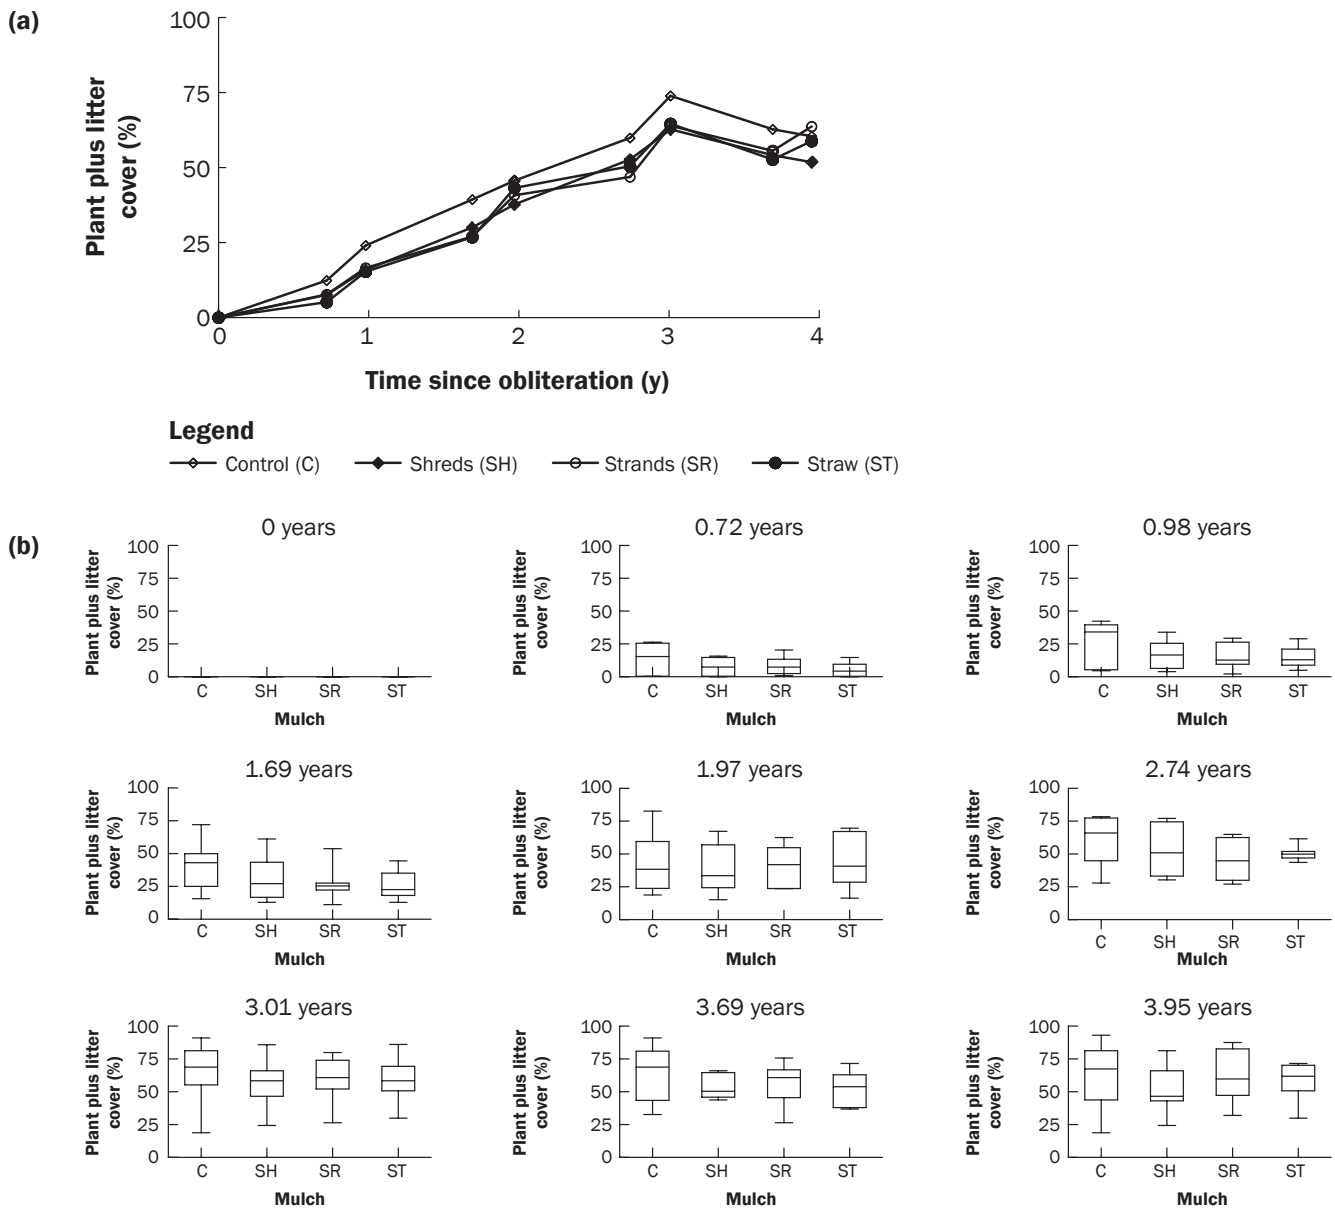 (a)
100
75
50
25
0
Plant plus litter
cover (%)
0 1 2 3 4
Time since obliteration (y)
Legend
Control (C) Shreds (SH) Strands (SR) Straw (ST)
(b)
0 years
Plant plus litter
cover (%)
100
75
50
25
0
C SH SR ST
Mulch
0.72 years
Plant plus litter
cover (%)
100
75
50
25
0
C SH SR ST
Mulch
0.98 years
Plant plus litter
cover (%)
100
75
50
25
0
C SH SR ST
Mulch
1.69 years
Plant plus litter
cover (%)
100
75
50
25
0
C SH SR ST
Mulch
1.97 years
Plant plus litter
cover (%)
100
75
50
25
0
C SH SR ST
Mulch
2.74 years
Plant plus litter
cover (%)
100
75
50
25
0
C SH SR ST
Mulch
3.01 years
Plant plus litter
cover (%)
100
75
50
25
0
C SH SR ST
Mulch
3.69 years
Plant plus litter
cover (%)
100
75
50
25
0
C SH SR ST
Mulch
3.95 years
Plant plus litter
cover (%)
100
75
50
25
0
C SH SR ST
Mulch